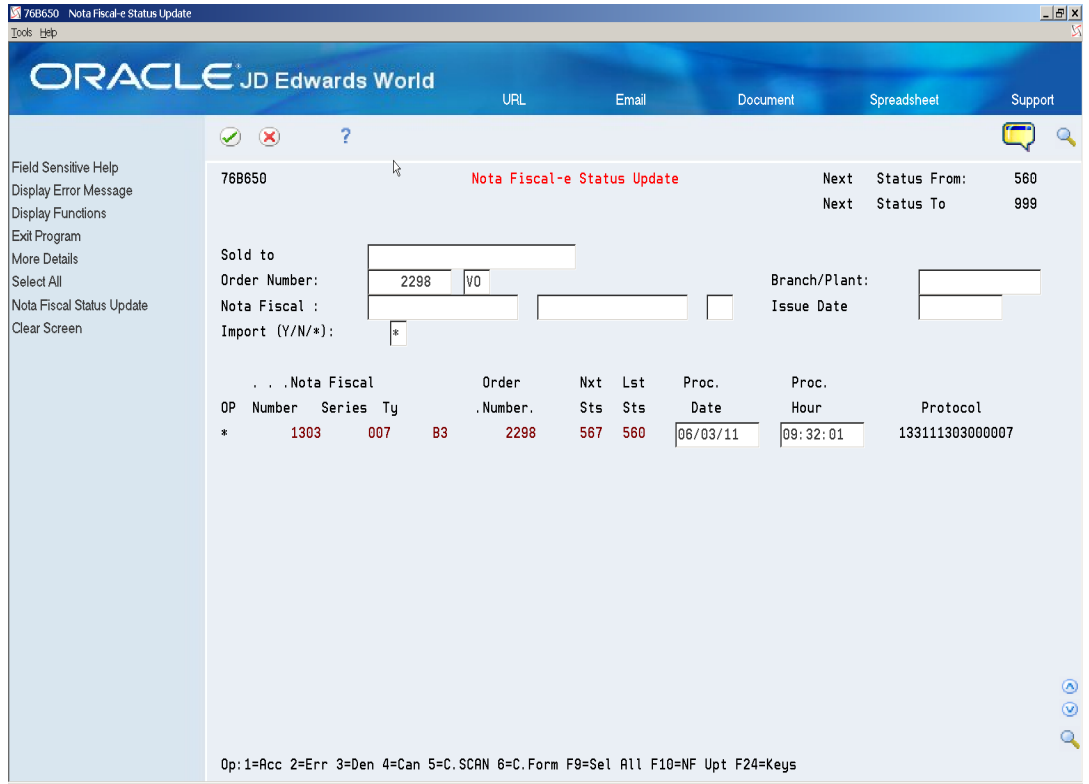 76B650 Nota Fiscal-e Status Update
Tools Help
ORACLE JD Edwards World
URL Email Document Spreadsheet Support
?
Field Sensitive Help
Display Error Message
Display Functions
Exit Program
More Details
Select All
Nota Fiscal Status Update
Clear Screen
76B650 Nota Fiscal-e Status Update Next Status From: 560
Next Status To 999
Sold to
Order Number: 2298 VO Branch/Plant:
Nota Fiscal : Issue Date
Import (Y/N/*): *
. . .Nota Fiscal Order Nxt Lst Proc. Proc.
OP Number Series Ty .Number. Sts Sts Date Hour Protocol
* 1303 007 B3 2298 567 560 06/03/11 09:32:01 133111303000007
Op:1=Acc 2=Err 3=Den 4=Can 5=C.SCAN 6=C.Form F9=Sel All F10=NF Upt F24=Keys